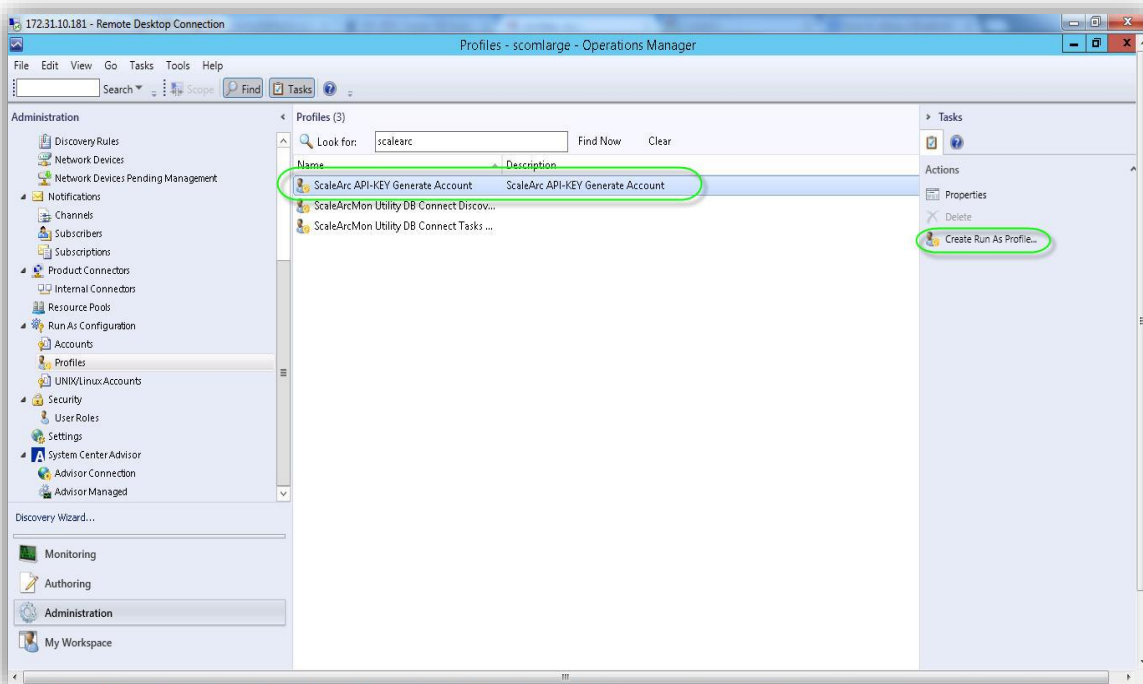 172.31.10.181 - Remote Desktop Connection
Profiles - scomlarge - Operations Manager
File Edit View Go Tasks Tools Help
Search Scope Find Tasks
Administration
Discovery Rules
Network Devices
Network Devices Pending Management
Notifications
Channels
Subscribers
Subscriptions
Product Connectors
Internal Connectors
Resource Pools
Run As Configuration
Accounts
Profiles
UNIX/Linux Accounts
Security
User Roles
Settings
System Center Advisor
Advisor Connection
Advisor Managed
Discovery Wizard...
Monitoring
Authoring
Administration
My Workspace
Profiles (3)
Look for: scalearc Find Now Clear
Name Description
ScaleArc API-KEY Generate Account ScaleArc API-KEY Generate Account
ScaleArcMon Utility DB Connect Discov...
ScaleArcMon Utility DB Connect Tasks ...
Tasks
Actions
Properties
Delete
Create Run As Profile...